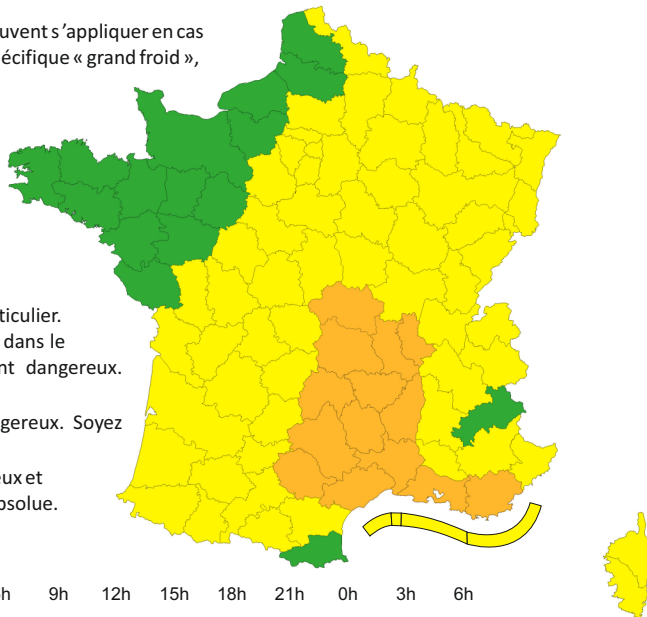 uvent s'appliquer en cas
écifique « grand froid »,
ticulier.
dans le
nt dangereux.
gereux. Soyez
eux et
bsolue.
h 9h 12h 15h 18h 21h 0h 3h 6h